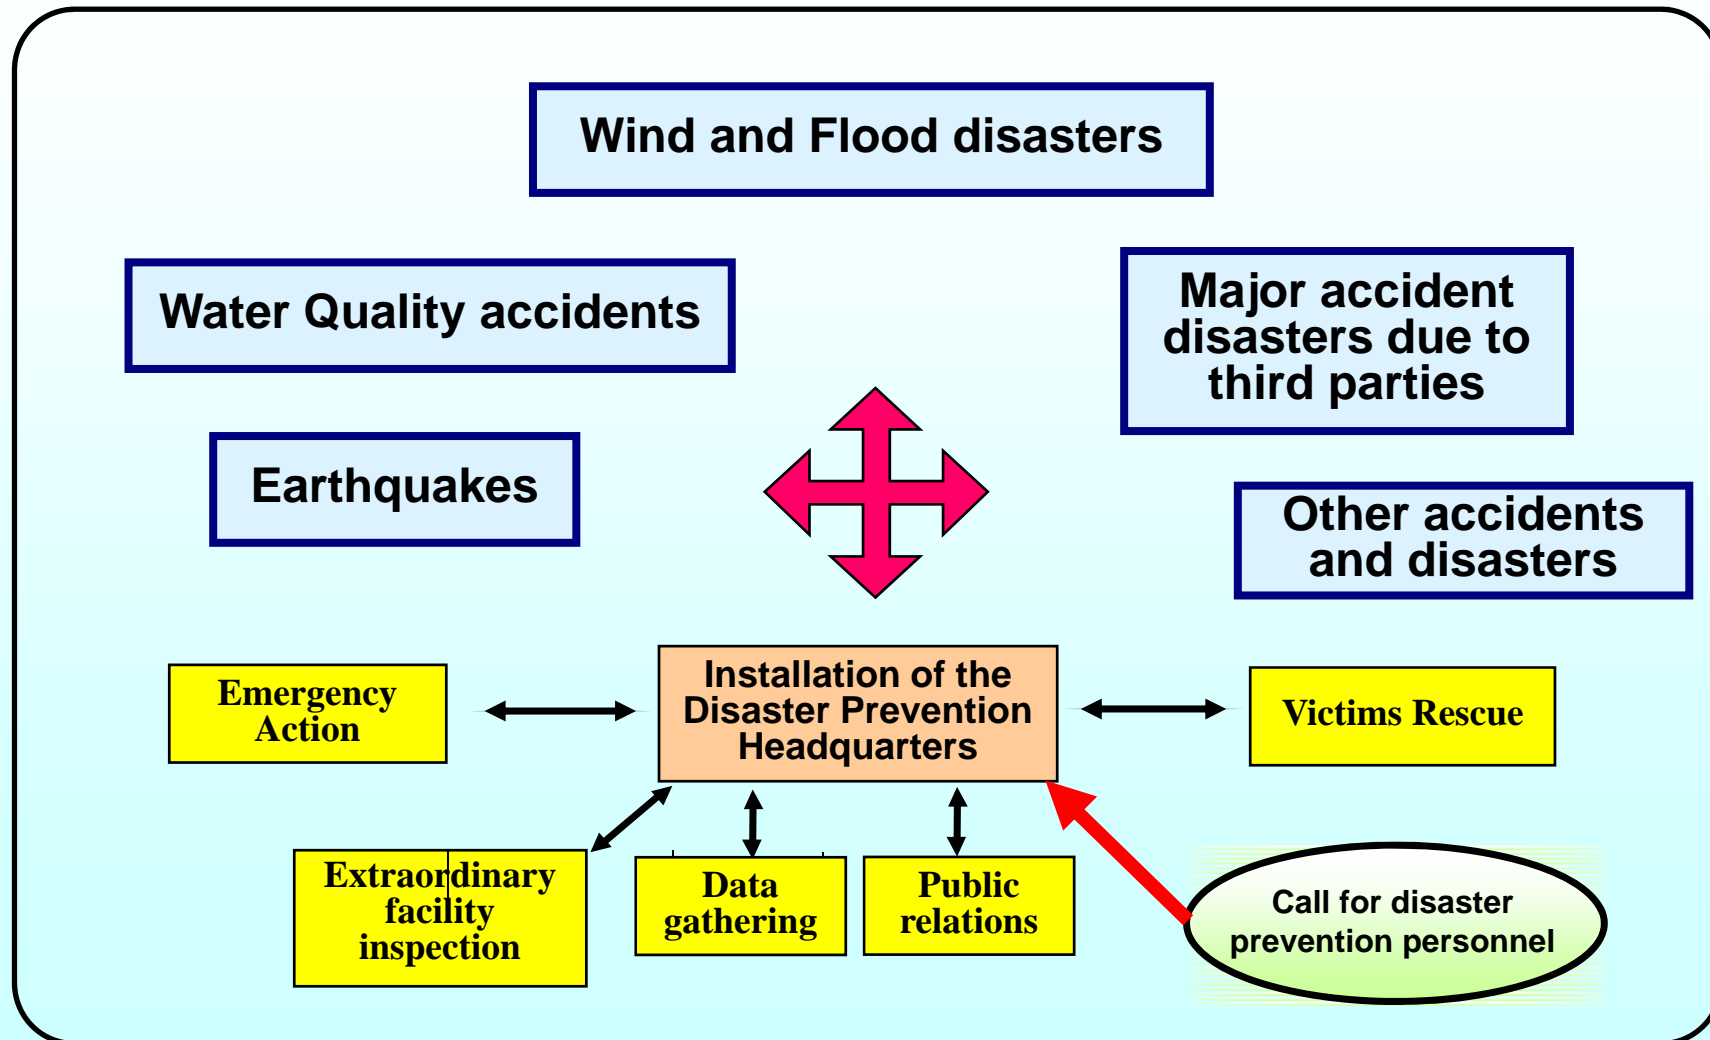 Wind and Flood disasters
Water Quality accidents
Major accident
disasters due to
third parties
Earthquakes
Other accidents
and disasters
Emergency
Action
Installation of the
Disaster Prevention
Headquarters
Victims Rescue
Extraordinary
facility
inspection
Data
gathering
Public
relations
Call for disaster
prevention personnel